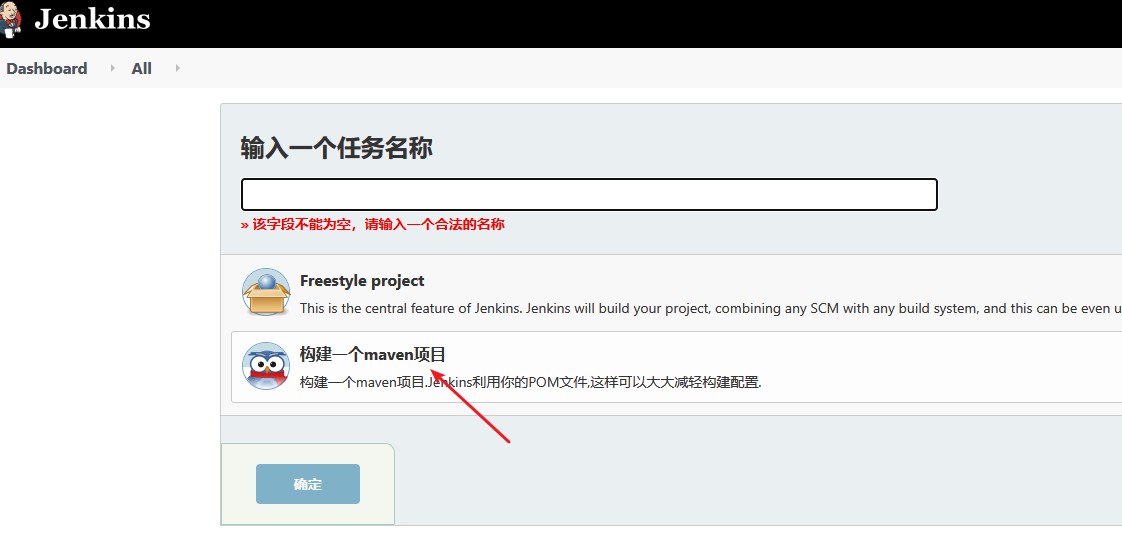 Jenkins
Dashboard All
输入一个任务名称
» 该字段不能为空，请输入一个合法的名称
Freestyle project
This is the central feature of Jenkins. Jenkins will build your project, combining any SCM with any build system, and this can be even u
构建一个maven项目
构建一个maven项目.Jenkins利用你的POM文件,这样可以大大减轻构建配置.
确定